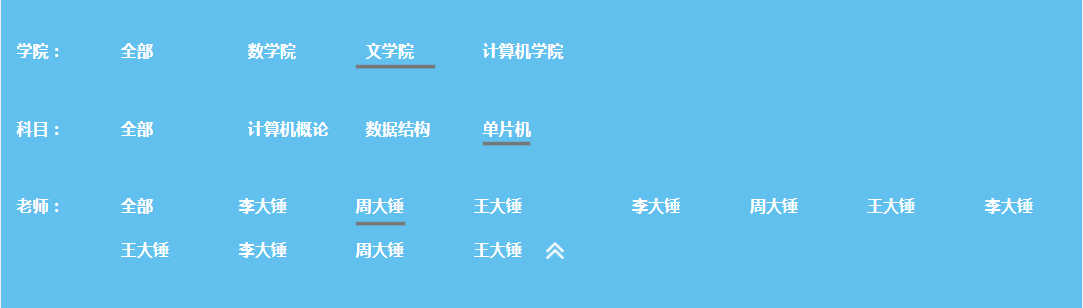 学院： 全部 数学院 文学院 计算机学院
科目： 全部 计算机概论 数据结构 单片机
老师： 全部 李大锤 周大锤 王大锤 李大锤 周大锤 王大锤 李大锤
王大锤 李大锤 周大锤 王大锤